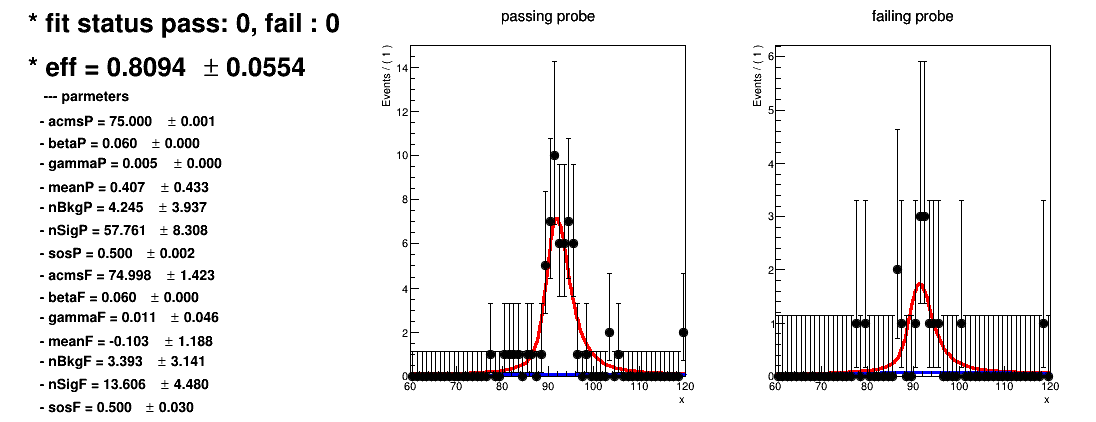 * fit status pass: 0, fail : 0
* eff = 0.8094 ± 0.0554
--- parmeters
- acmsP = 75.000 ± 0.001
- betaP = 0.060 ± 0.000
- gammaP = 0.005 ± 0.000
- meanP = 0.407 ± 0.433
- nBkgP = 4.245 ± 3.937
- nSigP = 57.761 ± 8.308
- sosP = 0.500 ± 0.002
- acmsF = 74.998 ± 1.423
- betaF = 0.060 ± 0.000
- gammaF = 0.011 ± 0.046
- meanF = -0.103 ± 1.188
- nBkgF = 3.393 ± 3.141
- nSigF = 13.606 ± 4.480
- sosF = 0.500 ± 0.030
passing probe
Events / ( 1 )
14
12
10
8
6
4
2
0
60 70 80 90 100 110 120
x
failing probe
Events / ( 1 )
6
5
4
3
2
1
0
60 70 80 90 100 110 120
x